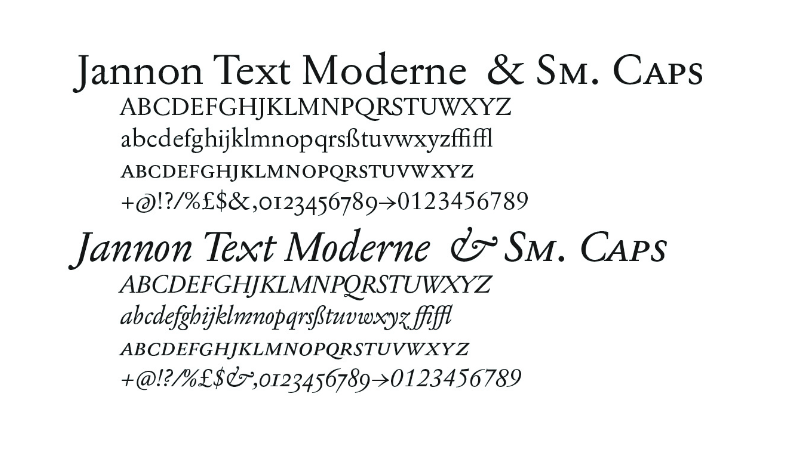 Jannon Text Moderne & Sm. Caps
ABCDEFGHJKLMNPQRSTUWXYZ
abcdefghijklmnopqrsßtuvwxyzffiffl
ABCDEFGHJKLMNOPQRSTUVWXYZ
+@!?/%£$&,0123456789→0123456789
Jannon Text Moderne & Sm. Caps
ABCDEFGHJKLMNPQRSTUWXYZ
abcdefghijklmnopqrsßtuvwxyzffiffl
ABCDEFGHJKLMNOPQRSTUVWXYZ
+@!?/%£$&,0123456789→0123456789